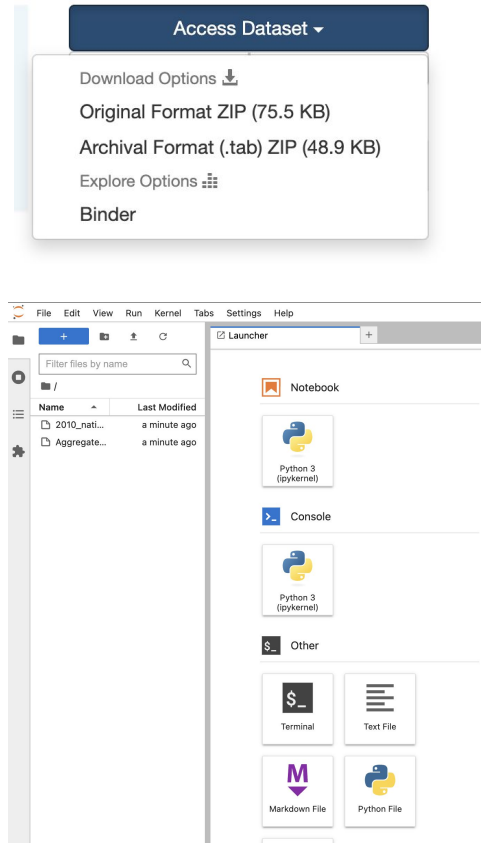 Access Dataset
Download Options
Original Format ZIP (75.5 KB)
Archival Format (.tab) ZIP (48.9 KB)
Explore Options
Binder
File Edit View Run Kernel Tabs Settings Help
+
Launcher
+
Filter files by name
/
Name Last Modified
2010_nati... a minute ago
Aggregate... a minute ago
Notebook
Python 3
(ipykernel)
>_ Console
Python 3
(ipykernel)
$_ Other
$_
Terminal
Text File
M
Markdown File
Python File